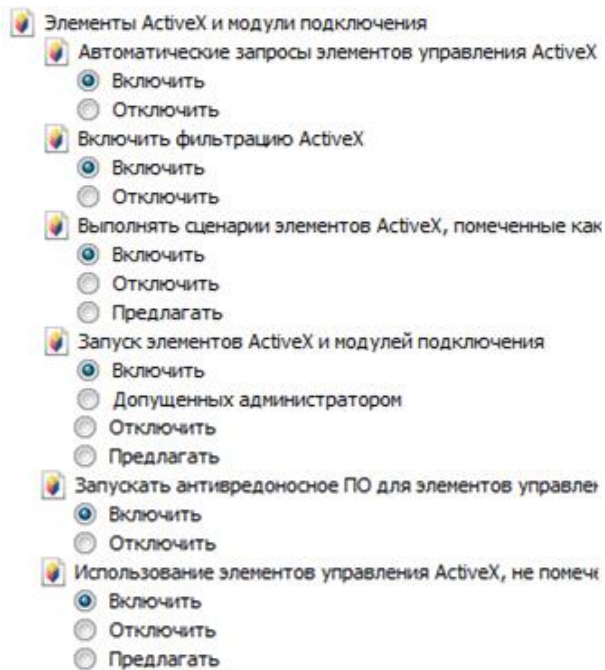 Элементы ActiveX и модули подключения
Автоматические запросы элементов управления ActiveX
Включить
Отключить
Включить фильтрацию ActiveX
Включить
Отключить
Выполнять сценарии элементов ActiveX, помеченные как
Включить
Отключить
Предлагать
Запуск элементов ActiveX и модулей подключения
Включить
Допущенных администратором
Отключить
Предлагать
Запускать антивредоносное ПО для элементов
Включить
Отключить
Использование элементов управления ActiveX, не
Включить
Отключить
Предлагать